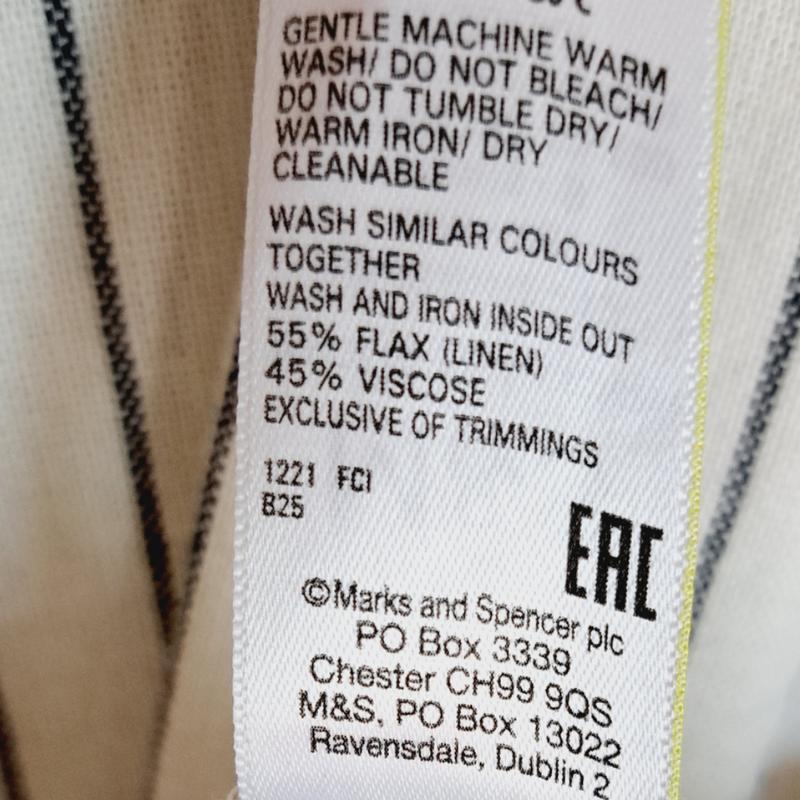 GENTLE MACHINE WARM
WASH/ DO NOT BLEACH/
DO NOT TUMBLE DRY/
WARM IRON/ DRY
CLEANABLE
WASH SIMILAR COLOURS
TOGETHER
WASH AND IRON INSIDE OUT
55% FLAX (LINEN)
45% VISCOSE
EXCLUSIVE OF TRIMMINGS
1221 FCI
B25
EAC
©Marks and Spencer plc
PO Box 3339
Chester CH99 9QS
M&S, PO Box 13022
Ravensdale, Dublin 2